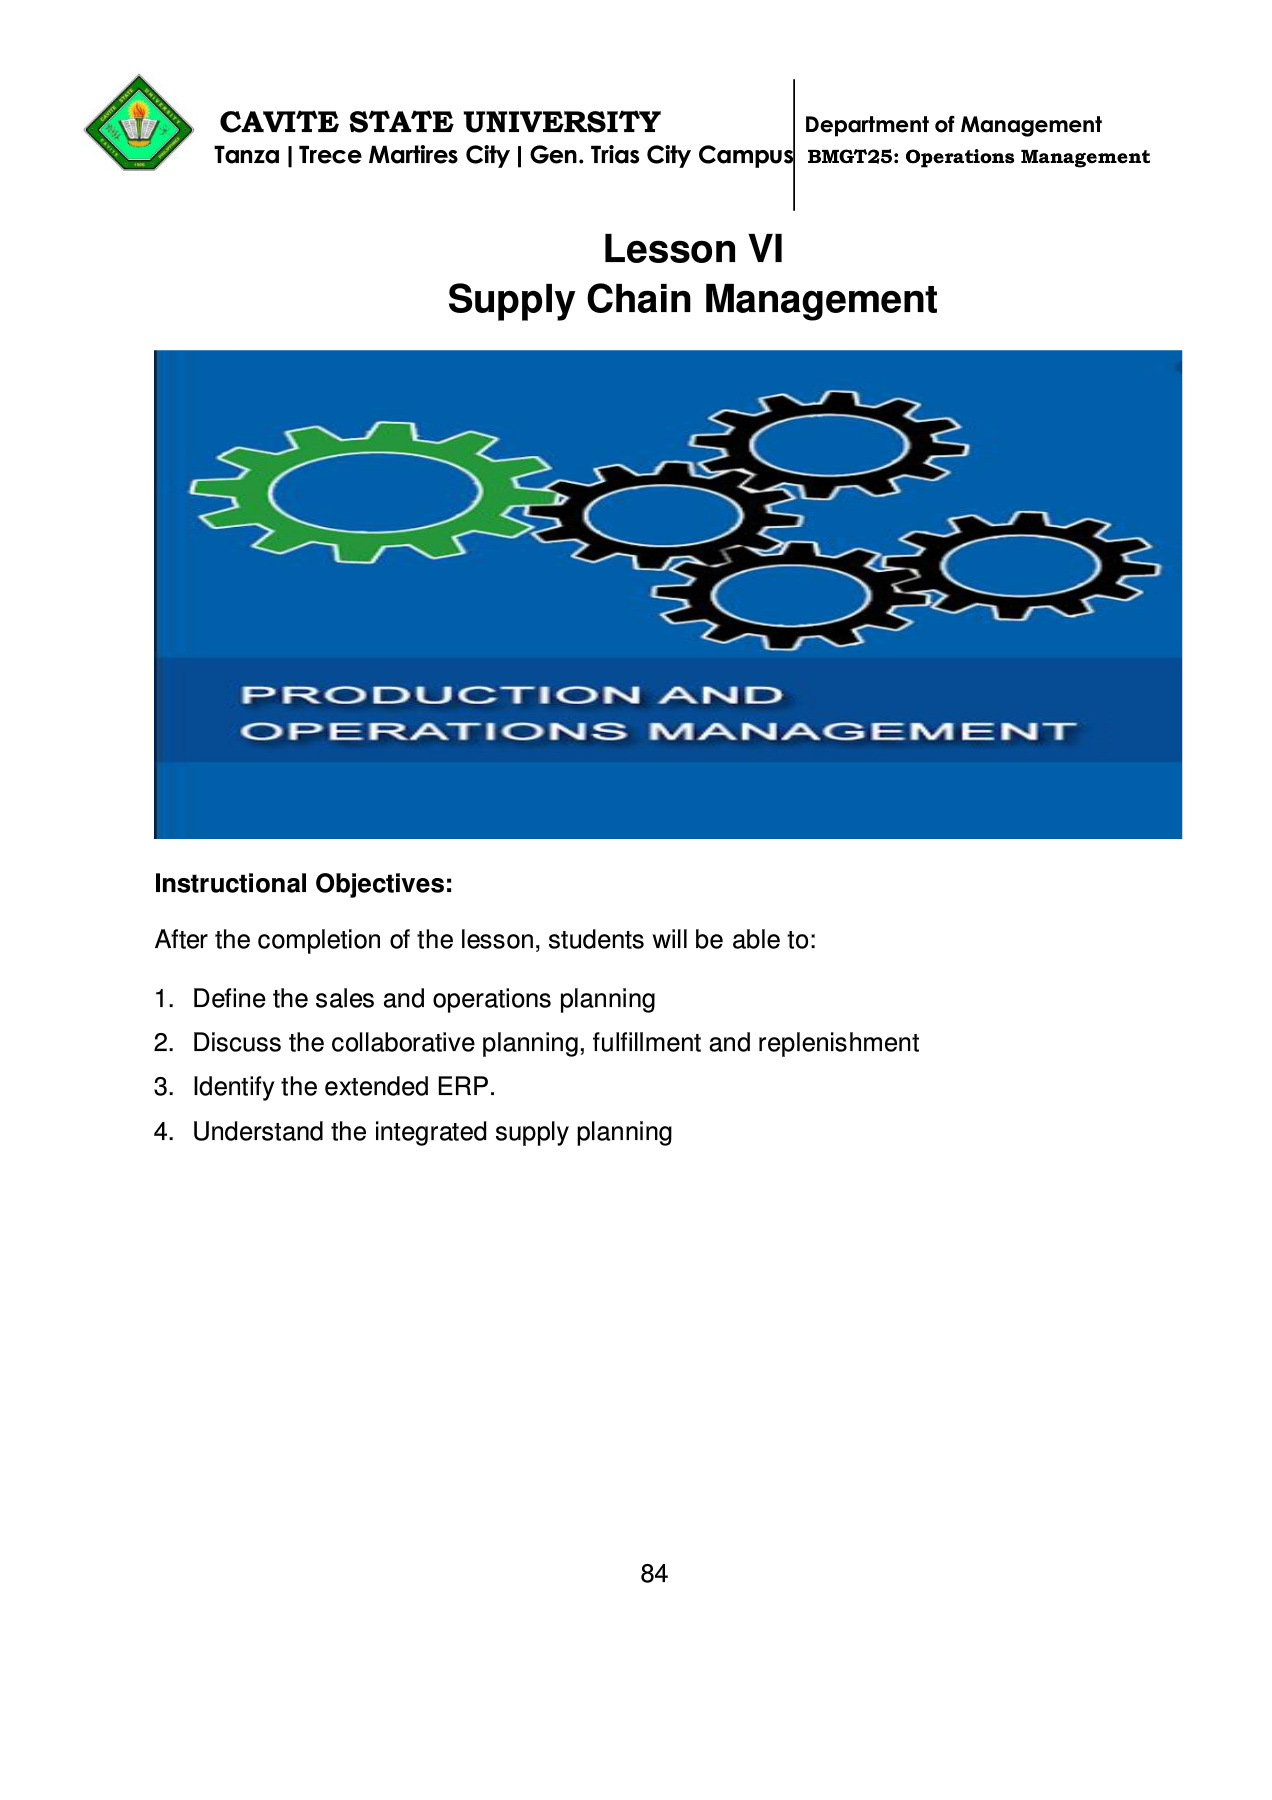 CAVITE STATE UNIVERSITY
Tanza | Trece Martires City | Gen. Trias City Campus
Department of Management
BMGT25: Operations Management
Lesson VI
Supply Chain Management
PRODUCTION AND
OPERATIONS MANAGEMENT
Instructional Objectives:
After the completion of the lesson, students will be able to:
1. Define the sales and operations planning
2. Discuss the collaborative planning, fulfillment and replenishment
3. Identify the extended ERP.
4. Understand the integrated supply planning
84